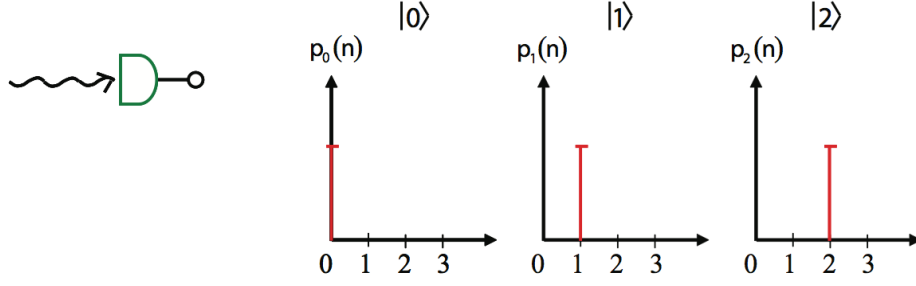 |0⟩ |1⟩ |2⟩
p₀(n) p₁(n) p₂(n)
0 1 2 3 0 1 2 3 0 1 2 3